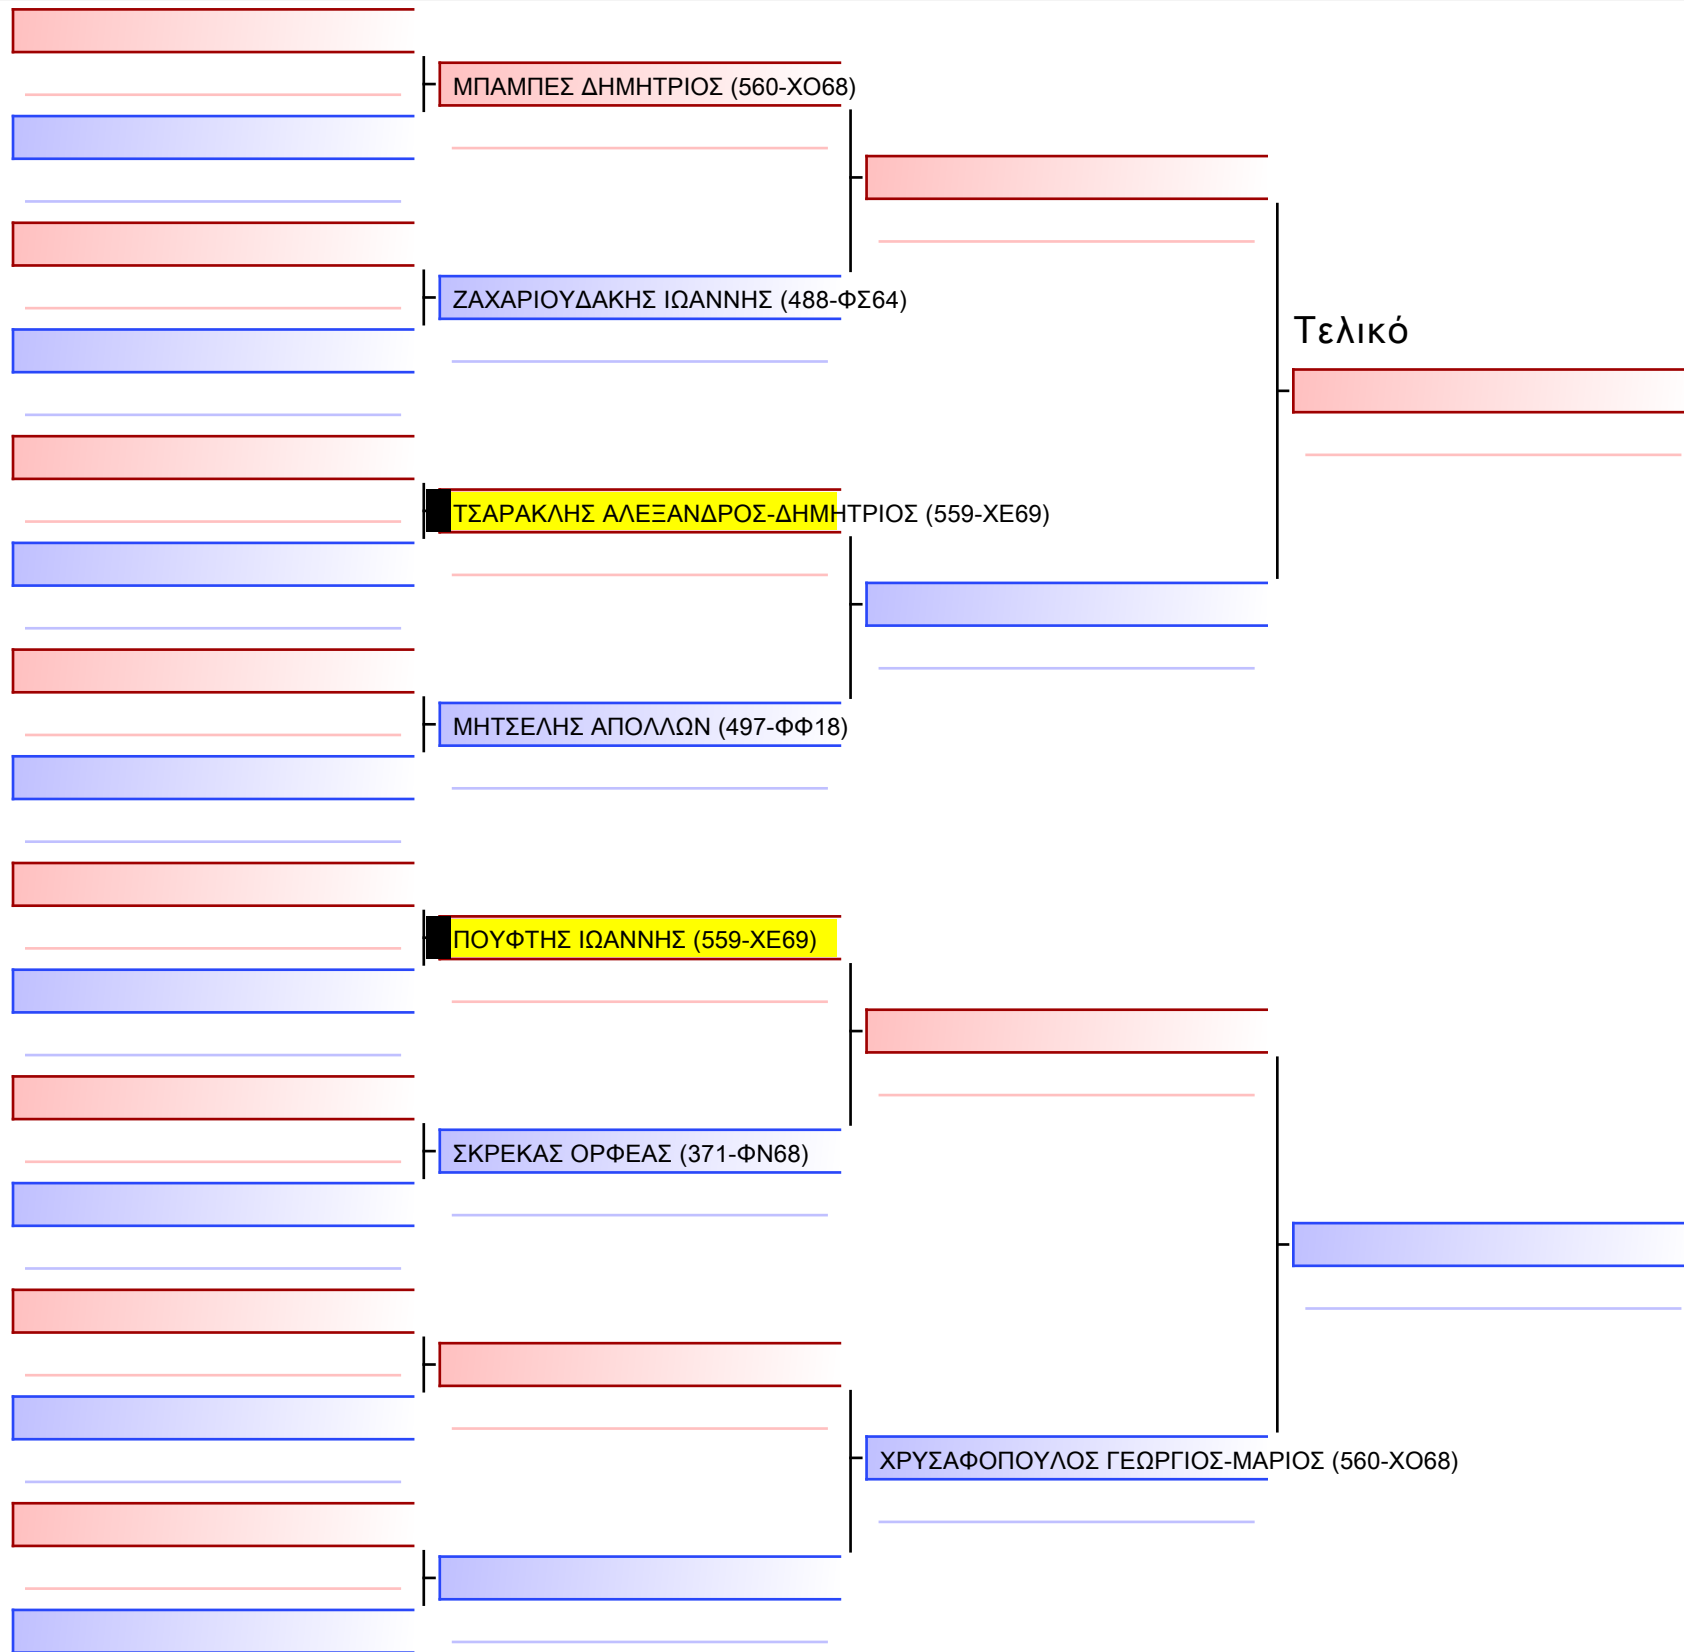 ΜΠΑΜΠΕΣ ΔΗΜΗΤΡΙΟΣ (560-ΧΟ68)
ΖΑΧΑΡΙΟΥΔΑΚΗΣ ΙΩΑΝΝΗΣ (488-ΦΣ64)
Τελικό
ΤΣΑΡΑΚΛΗΣ ΑΛΕΞΑΝΔΡΟΣ-ΔΗΜΗΤΡΙΟΣ (559-ΧΕ69)
ΜΗΤΣΕΛΗΣ ΑΠΟΛΛΩΝ (497-ΦΦ18)
ΠΟΥΦΤΗΣ ΙΩΑΝΝΗΣ (559-ΧΕ69)
ΣΚΡΕΚΑΣ ΟΡΦΕΑΣ (371-ΦΝ68)
ΧΡΥΣΑΦΟΠΟΥΛΟΣ ΓΕΩΡΓΙΟΣ-ΜΑΡΙΟΣ (560-ΧΟ68)